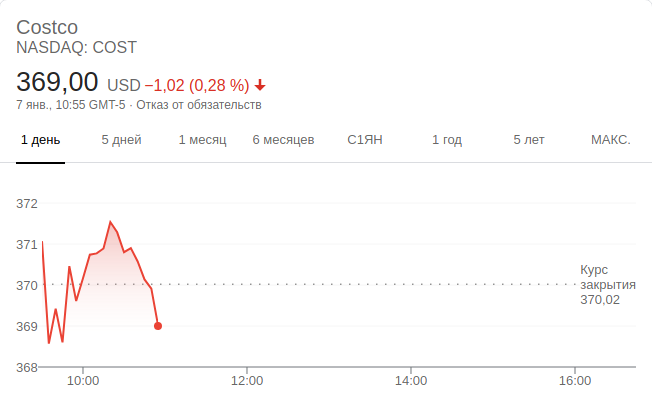 Costco
NASDAQ: COST
369,00 USD −1,02 (0,28 %)
7 янв., 10:55 GMT-5 · Отказ от обязательств
1 день 5 дней 1 месяц 6 месяцев С1ЯН 1 год 5 лет МАКС.
372
371
370
369
368
Курс
закрытия
370,02
10:00 12:00 14:00 16:00